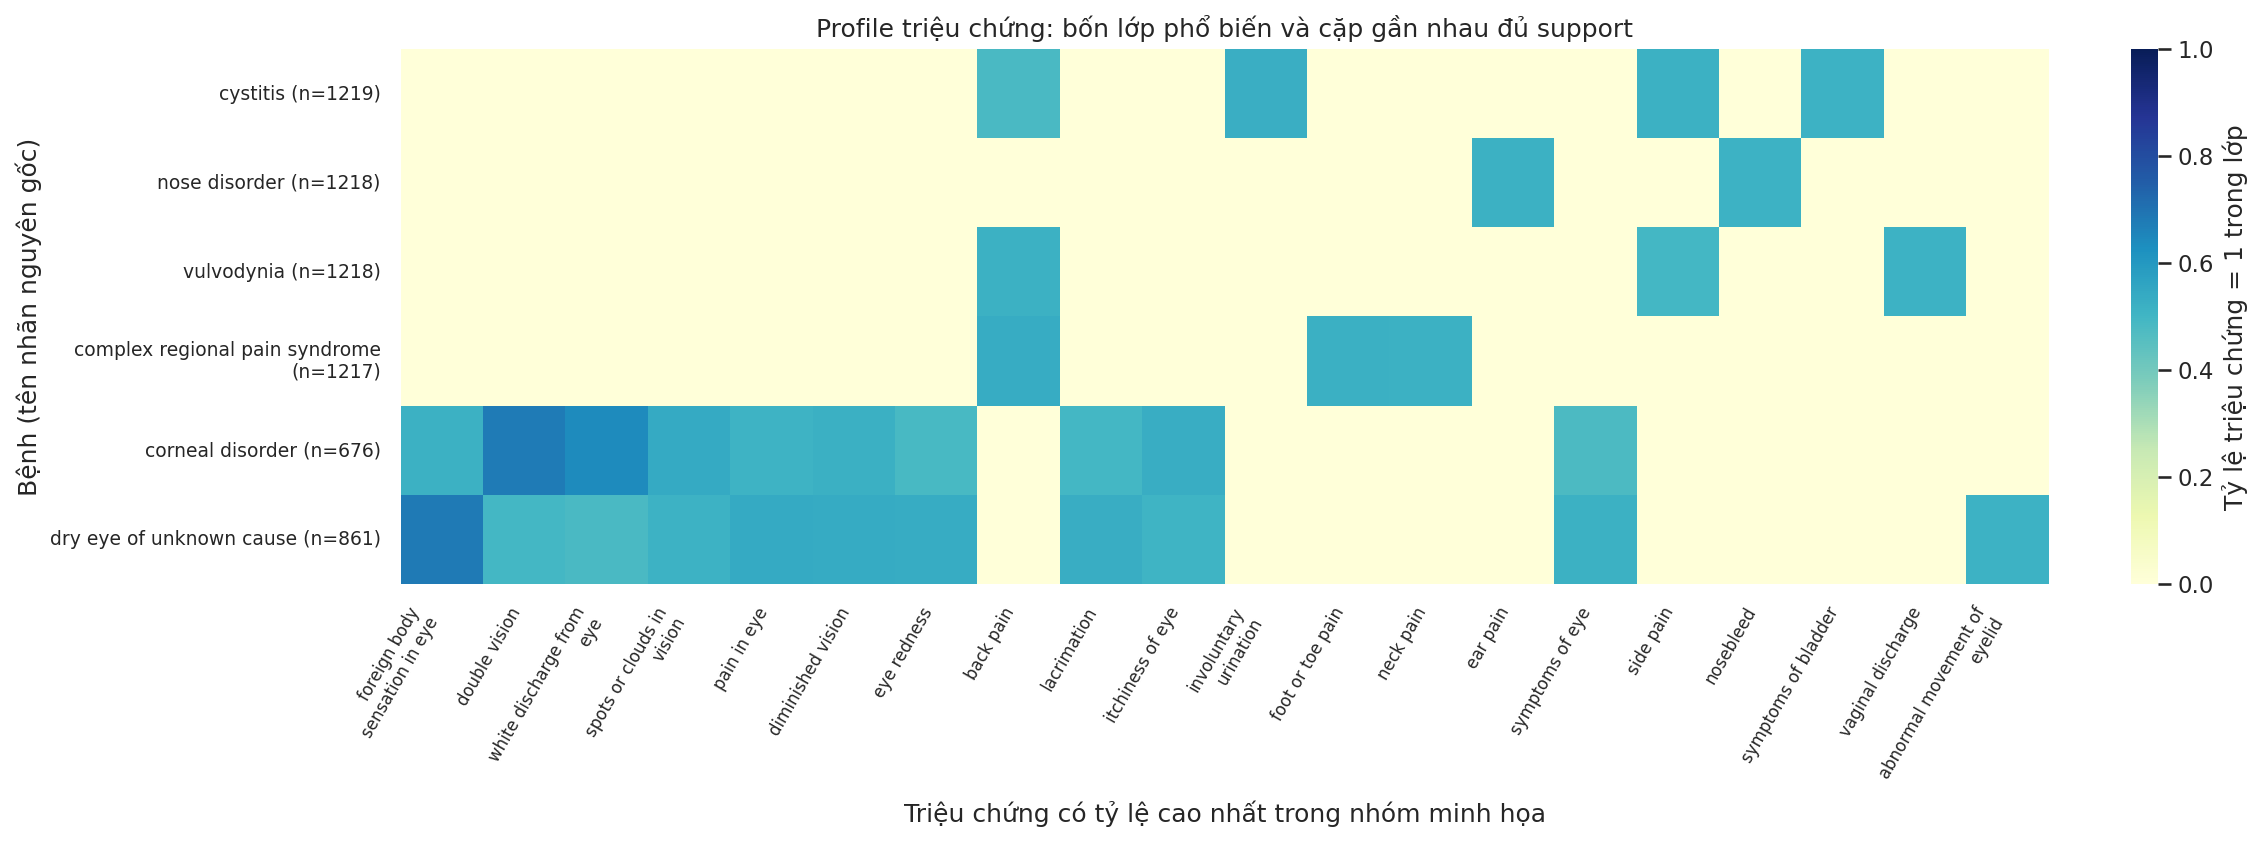 Profile triệu chứng: bốn lớp phổ biến và cặp gần nhau đủ support
Bệnh (tên nhãn nguyên gốc)
cystitis (n=1219)
nose disorder (n=1218)
vulvodynia (n=1218)
complex regional pain syndrome
(n=1217)
corneal disorder (n=676)
dry eye of unknown cause (n=861)
foreign body
sensation in eye
double vision
white discharge from
eye
spots or clouds in
vision
pain in eye
diminished vision
eye redness
back pain
lacrimation
itchiness of eye
involuntary
urination
foot or toe pain
neck pain
ear pain
symptoms of eye
side pain
nosebleed
symptoms of bladder
vaginal discharge
abnormal movement of
eyelid
Triệu chứng có tỷ lệ cao nhất trong nhóm minh họa
1.0
0.8
0.6
0.4
0.2
0.0
Tỷ lệ triệu chứng = 1 trong lớp